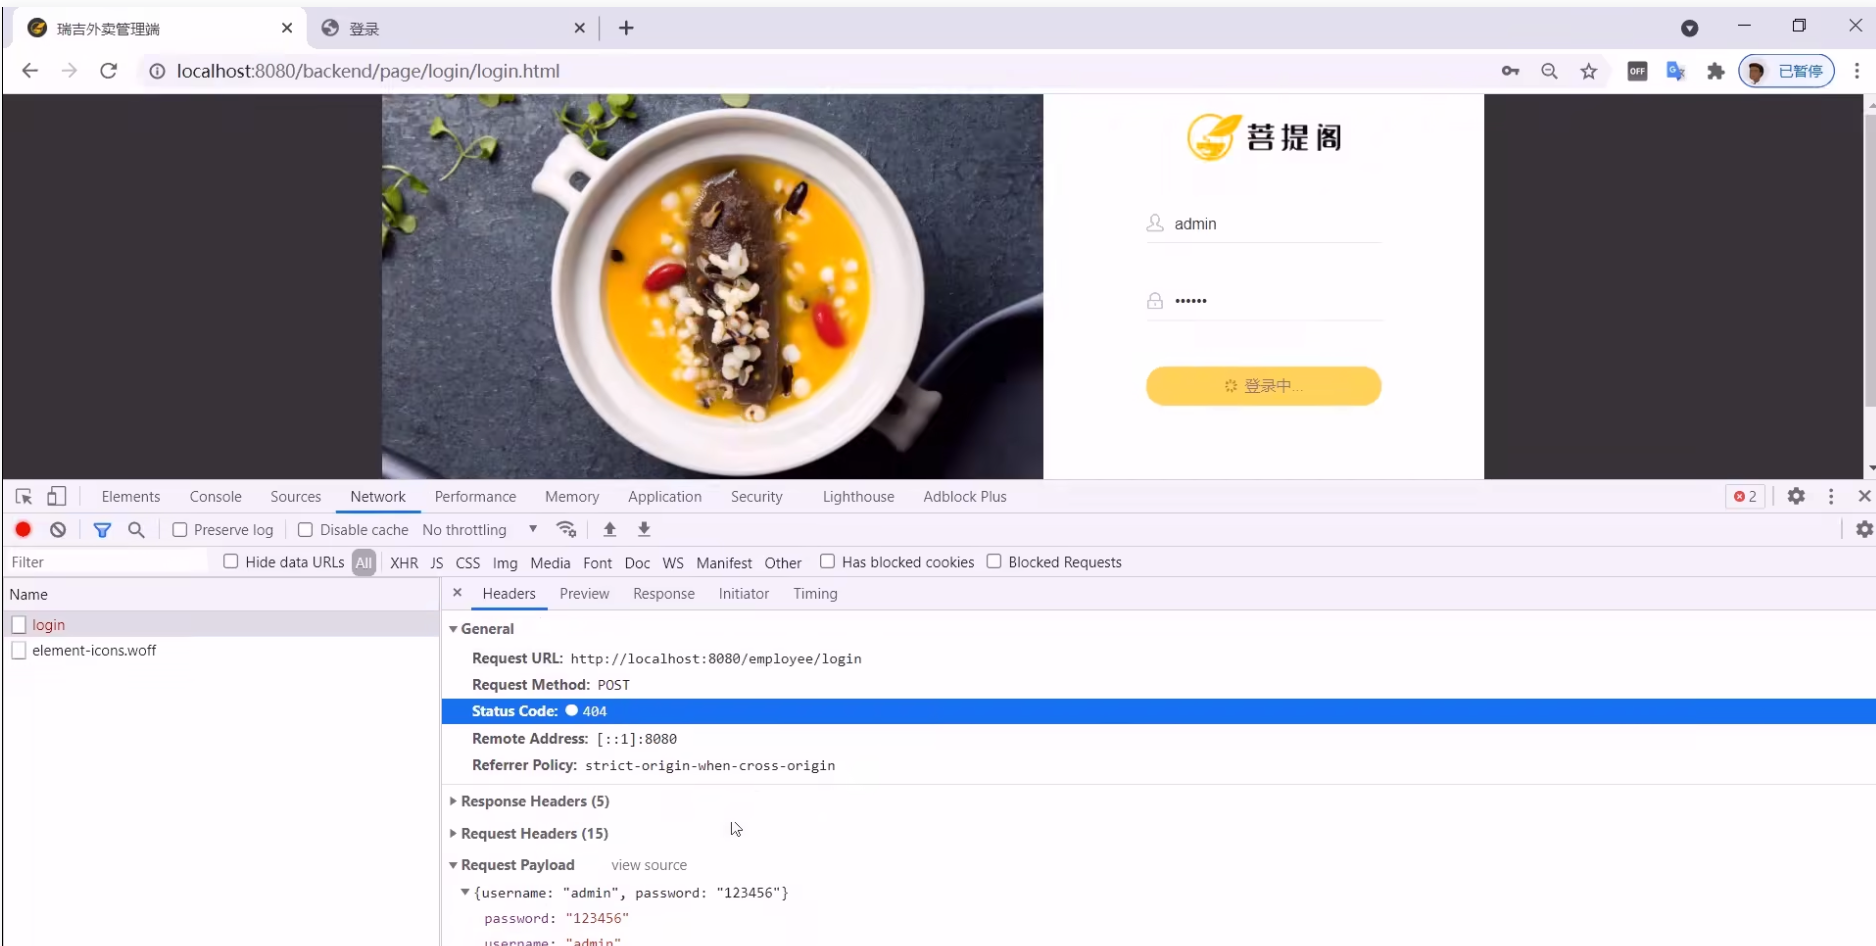 瑞吉外卖管理端
登录
localhost:8080/backend/page/login/login.html
OFF
已暂停
菩提阁
admin
••••••
登录中...
Elements Console Sources Network Performance Memory Application Security Lighthouse Adblock Plus 2
Preserve log Disable cache No throttling
Filter Hide data URLs All XHR JS CSS Img Media Font Doc WS Manifest Other Has blocked cookies Blocked Requests
Name
login
element-icons.woff
Headers Preview Response Initiator Timing
General
Request URL: http://localhost:8080/employee/login
Request Method: POST
Status Code: 404
Remote Address: [::1]:8080
Referrer Policy: strict-origin-when-cross-origin
Response Headers (5)
Request Headers (15)
Request Payload view source
{username: "admin", password: "123456"}
password: "123456"
username: "admin"